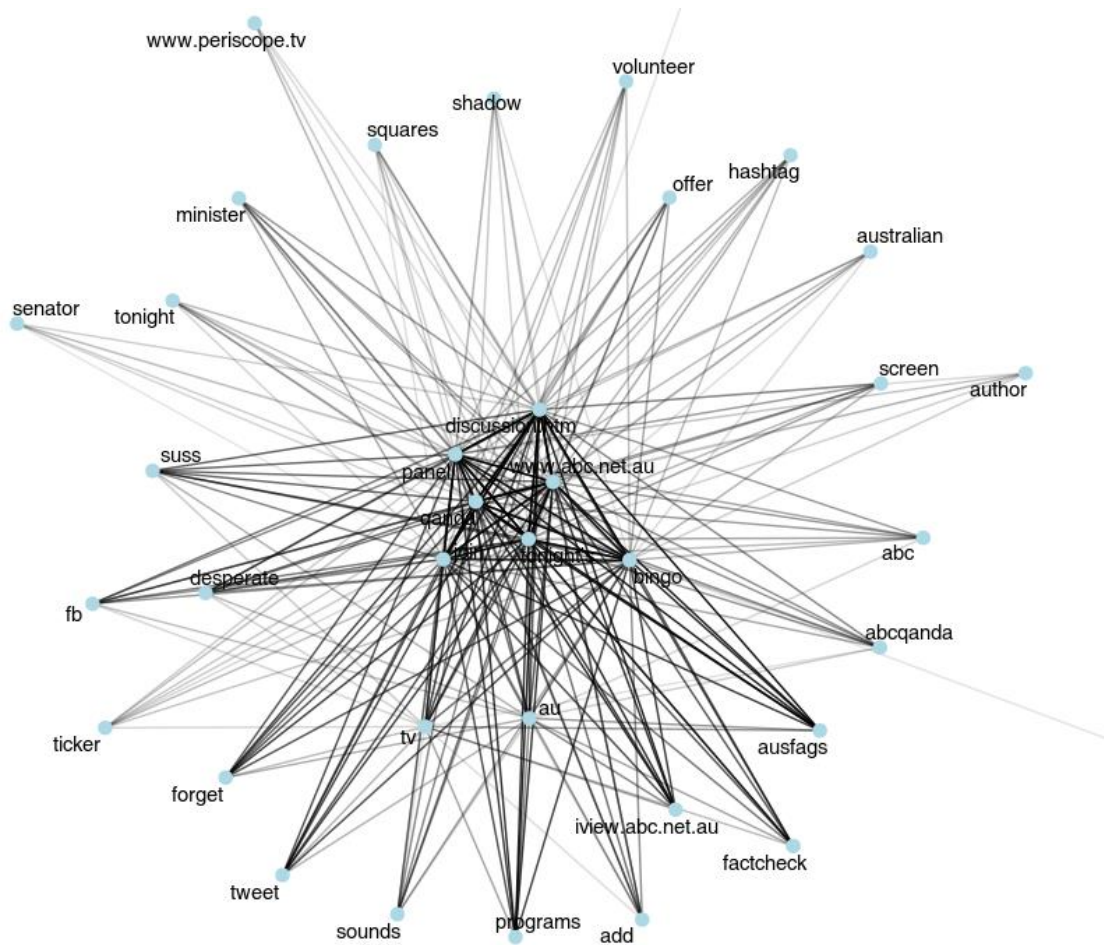 www.periscope.tv
volunteer
shadow
squares
hashtag
offer
minister
australian
senator
tonight
screen
author
discussion htm
suss
www.abc.net.au
panel
qanda
abc
tonight's
desperate
bingo
fb
abcqanda
au
ticker
tv
ausfags
forget
iview.abc.net.au
factcheck
tweet
programs
sounds
add